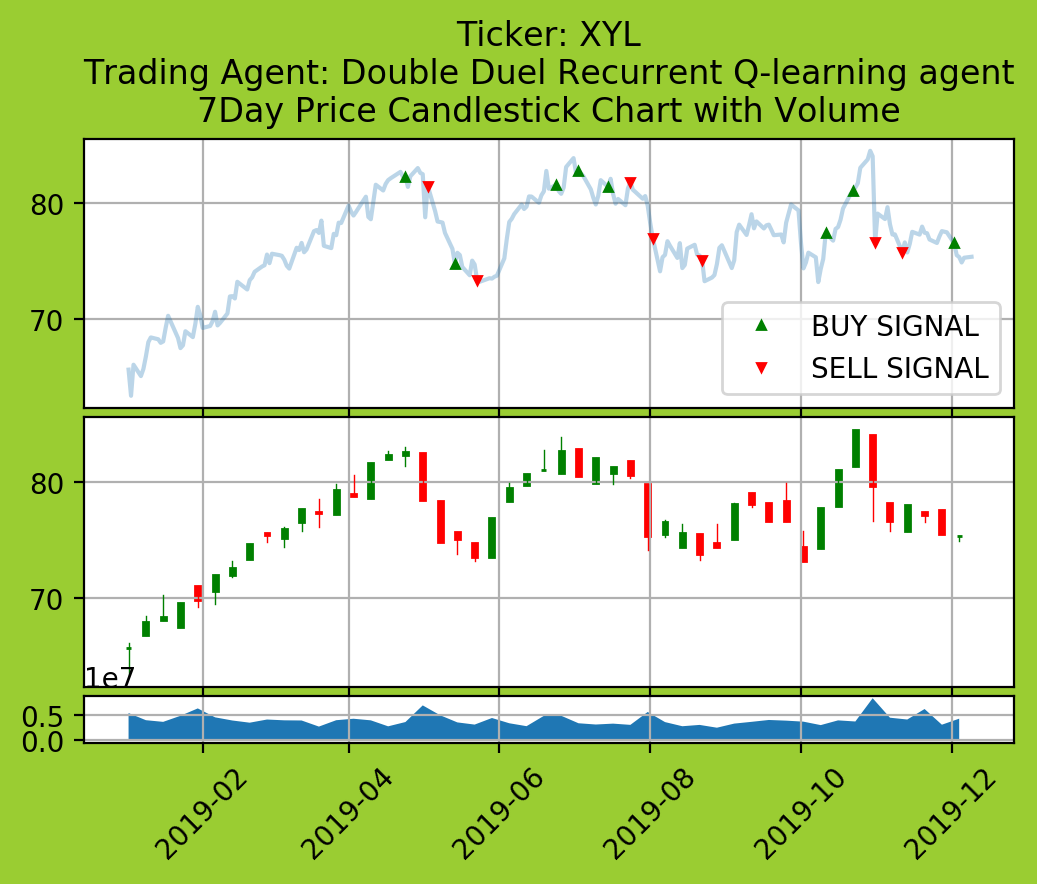 Ticker: XYL
Trading Agent: Double Duel Recurrent Q-learning agent
7Day Price Candlestick Chart with Volume
80
70
BUY SIGNAL
SELL SIGNAL
80
70
1e7
0.5
0.0
2019-02
2019-04
2019-06
2019-08
2019-10
2019-12